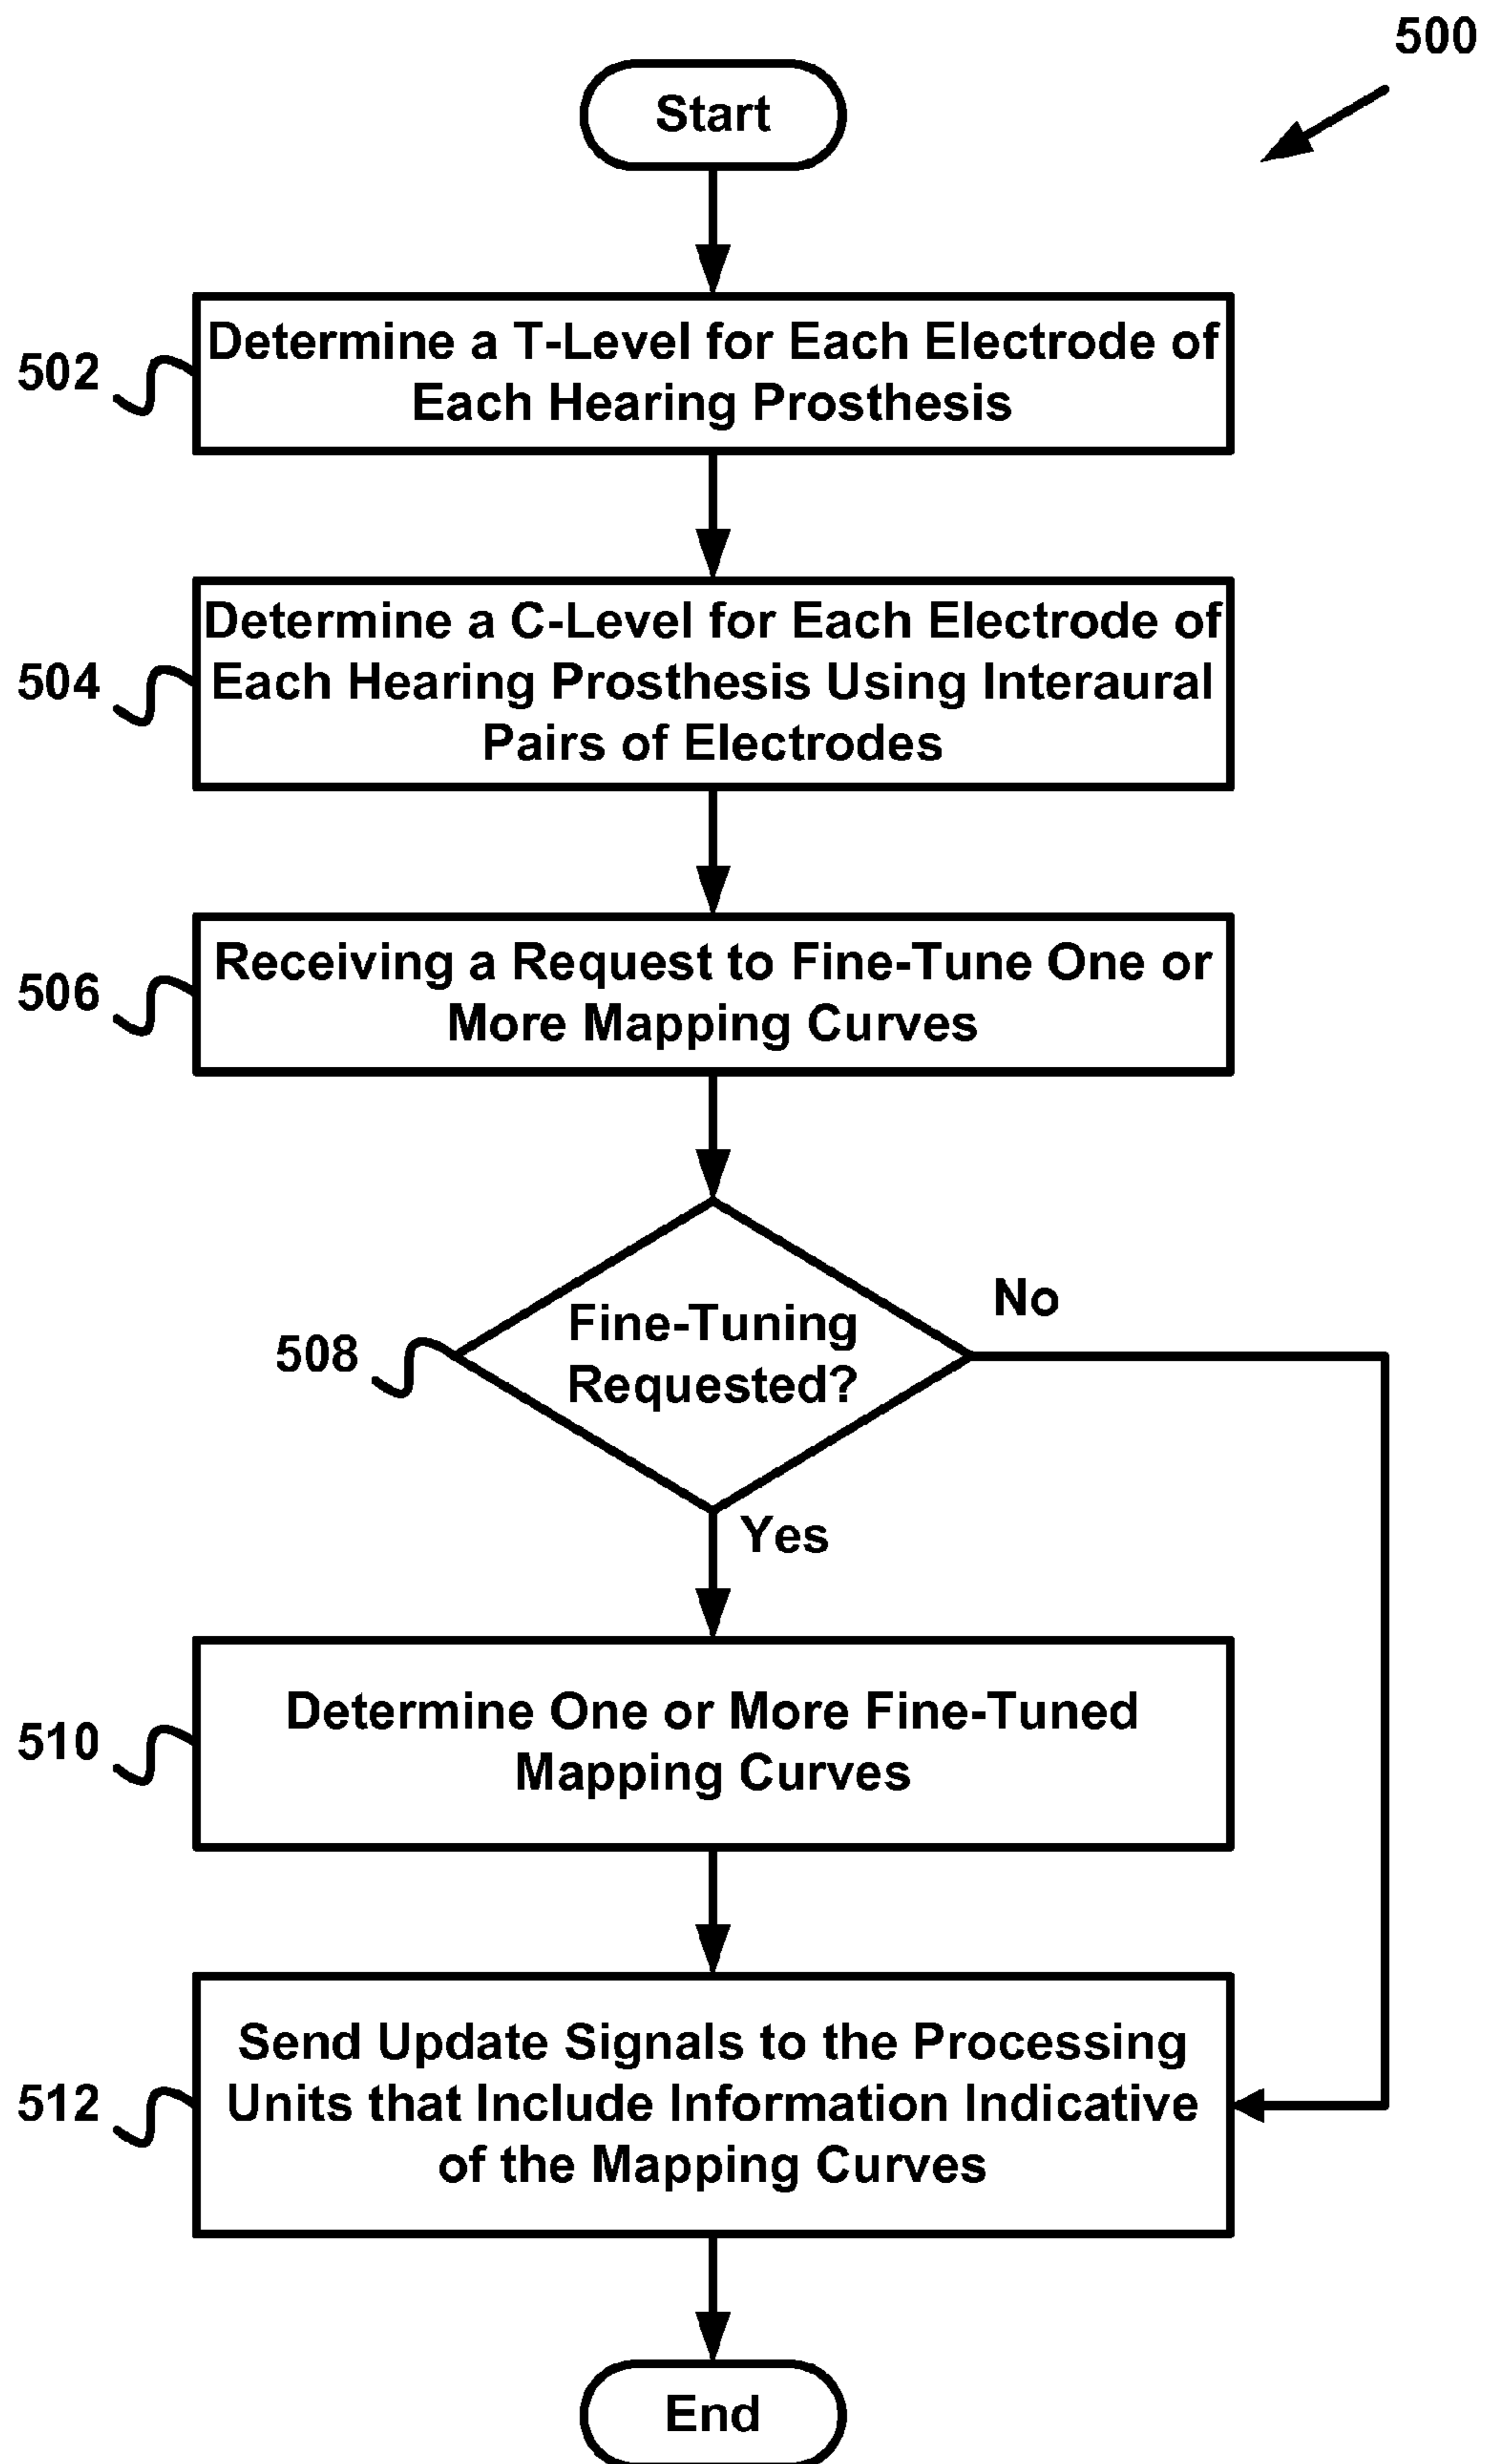 500
Start
502
Determine a T-Level for Each Electrode of
Each Hearing Prosthesis
504
Determine a C-Level for Each Electrode of
Each Hearing Prosthesis Using Interaural
Pairs of Electrodes
506
Receiving a Request to Fine-Tune One or
More Mapping Curves
508
Fine-Tuning
Requested?
No
Yes
510
Determine One or More Fine-Tuned
Mapping Curves
512
Send Update Signals to the Processing
Units that Include Information Indicative
of the Mapping Curves
End